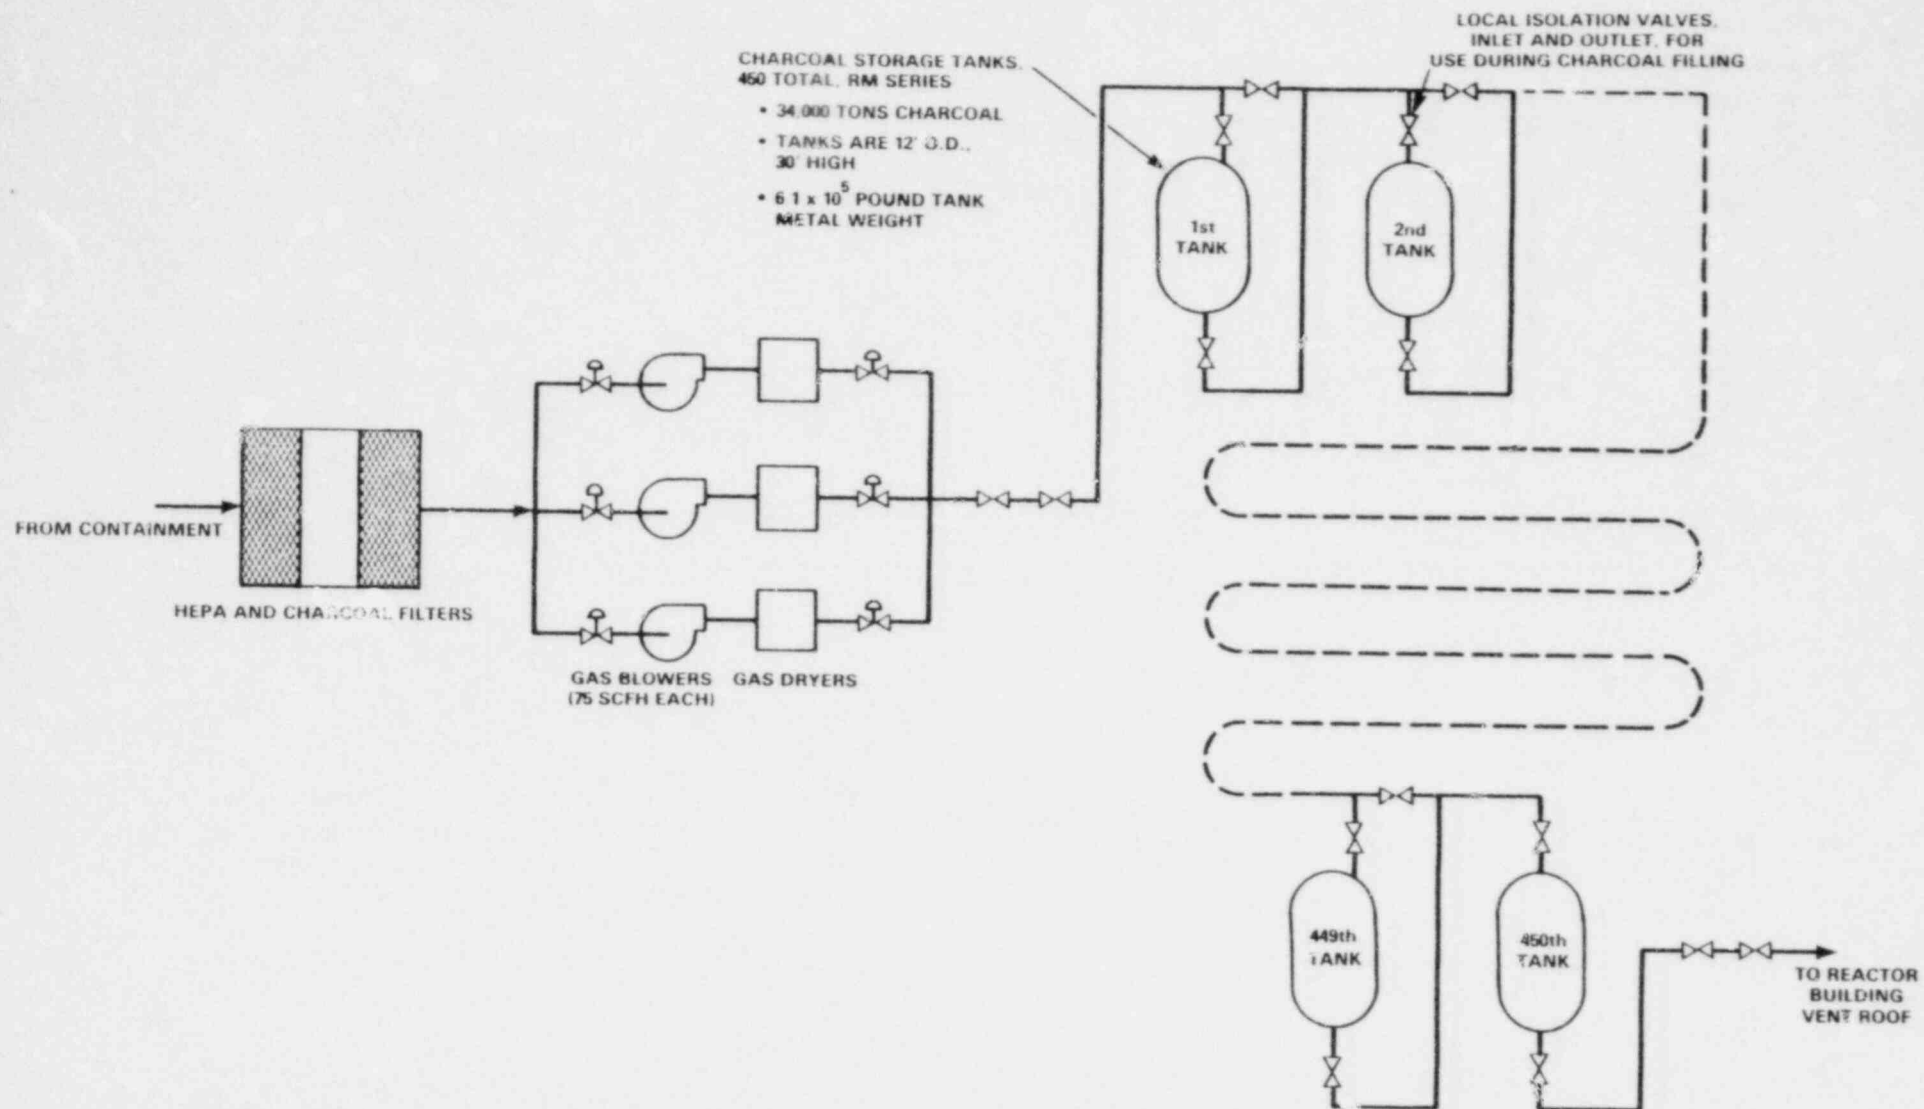 LOCAL ISOLATION VALVES,
INLET AND OUTLET, FOR
USE DURING CHARCOAL FILLING
CHARCOAL STORAGE TANKS,
450 TOTAL, RM SERIES
• 34,000 TONS CHARCOAL
• TANKS ARE 12' O.D.,
30' HIGH
• 6.1 x 10⁵ POUND TANK
METAL WEIGHT
1st
TANK
2nd
TANK
FROM CONTAINMENT
HEPA AND CHARCOAL FILTERS
GAS BLOWERS
(75 SCFH EACH)
GAS DRYERS
449th
TANK
450th
TANK
TO REACTOR
BUILDING
VENT ROOF